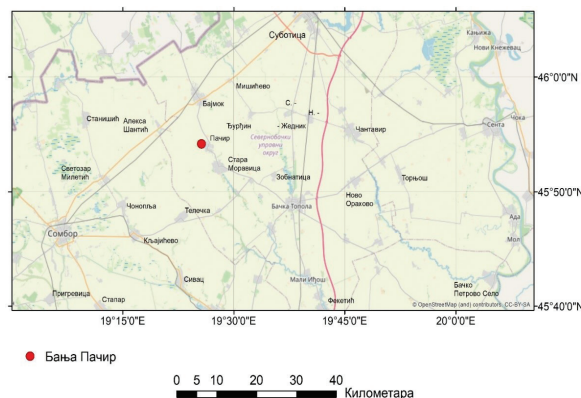 Суботица
Кањижа
Нови Кнежевац
46°0'0"N
Мишићево
Бајмок
С. -
Н. -
Станишић
Алекса
Шантић
Ђурђин
- Жедник
Чантавир
Сента
Чока
Пачир
Севернобачки
управни
округ
Стара
Моравица
Светозар
Милетић
Зобнатица
Торњош
45°50'0"N
Ново
Орахово
Чонопља
Телечка
Бачка Топола
Ада
Мол
Сомбор
Кљајићево
Сивац
Мали Иђош
Бачко
Петрово Село
Пригревица
Стапар
Фекетић
© OpenStreetMap (and) contributors, CC-BY-SA
45°40'0"N
19°15'0"E
19°30'0"E
19°45'0"E
20°0'0"E
Бања Пачир
0 5 10 20 30 40
Километара